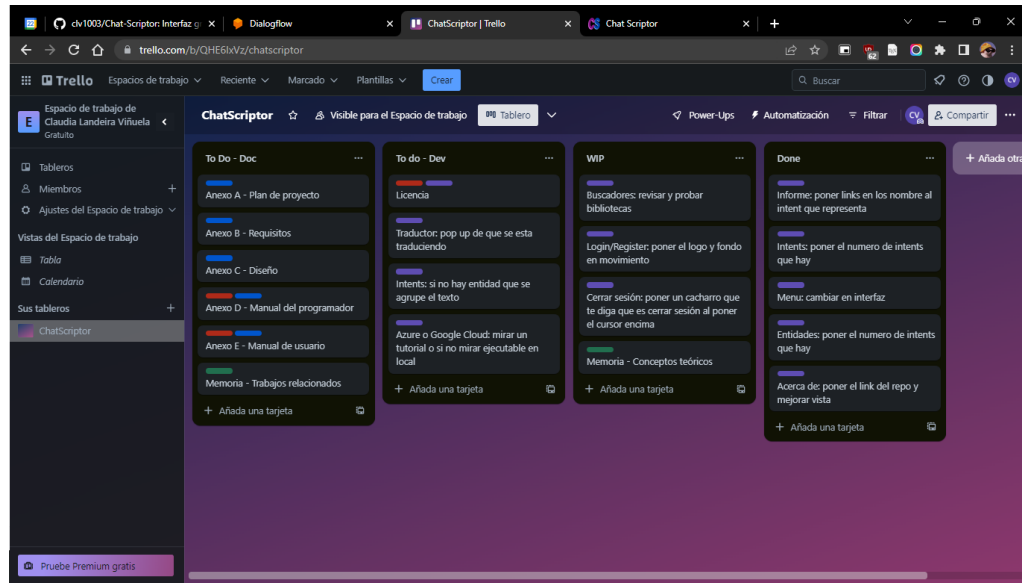 clv1003/Chat-Scriptor: Interfaz g
Dialogflow
ChatScriptor | Trello
Chat Scriptor
trello.com/b/QHE6IxVz/chatscriptor
62
Trello
Espacios de trabajo
Reciente
Marcado
Plantillas
Crear
Buscar
CV
E
Espacio de trabajo de
Claudia Landeira Viñuela
Gratuito
ChatScriptor
Visible para el Espacio de trabajo
Tablero
Power-Ups
Automatización
Filtrar
CV
Compartir
Tableros
Miembros
Ajustes del Espacio de trabajo
Vistas del Espacio de trabajo
Tabla
Calendario
Sus tableros
ChatScriptor
Pruebe Premium gratis
To Do - Doc
Anexo A - Plan de proyecto
Anexo B - Requisitos
Anexo C - Diseño
Anexo D - Manual del programador
Anexo E - Manual de usuario
Memoria - Trabajos relacionados
+ Añada una tarjeta
To do - Dev
Licencia
Traductor: pop up de que se esta
traduciendo
Intents: si no hay entidad que se
agrupe el texto
Azure o Google Cloud: mirar un
tutorial o si no mirar ejecutable en
local
+ Añada una tarjeta
WIP
Buscadores: revisar y probar
bibliotecas
Login/Register: poner el logo y fondo
en movimiento
Cerrar sesión: poner un cacharro que
te diga que es cerrar sesión al poner
el cursor encima
Memoria - Conceptos teóricos
+ Añada una tarjeta
Done
Informe: poner links en los nombre al
intent que representa
Intents: poner el numero de intents
que hay
Menu: cambiar en interfaz
Entidades: poner el numero de intents
que hay
Acerca de: poner el link del repo y
mejorar vista
+ Añada una tarjeta
+ Añada otra